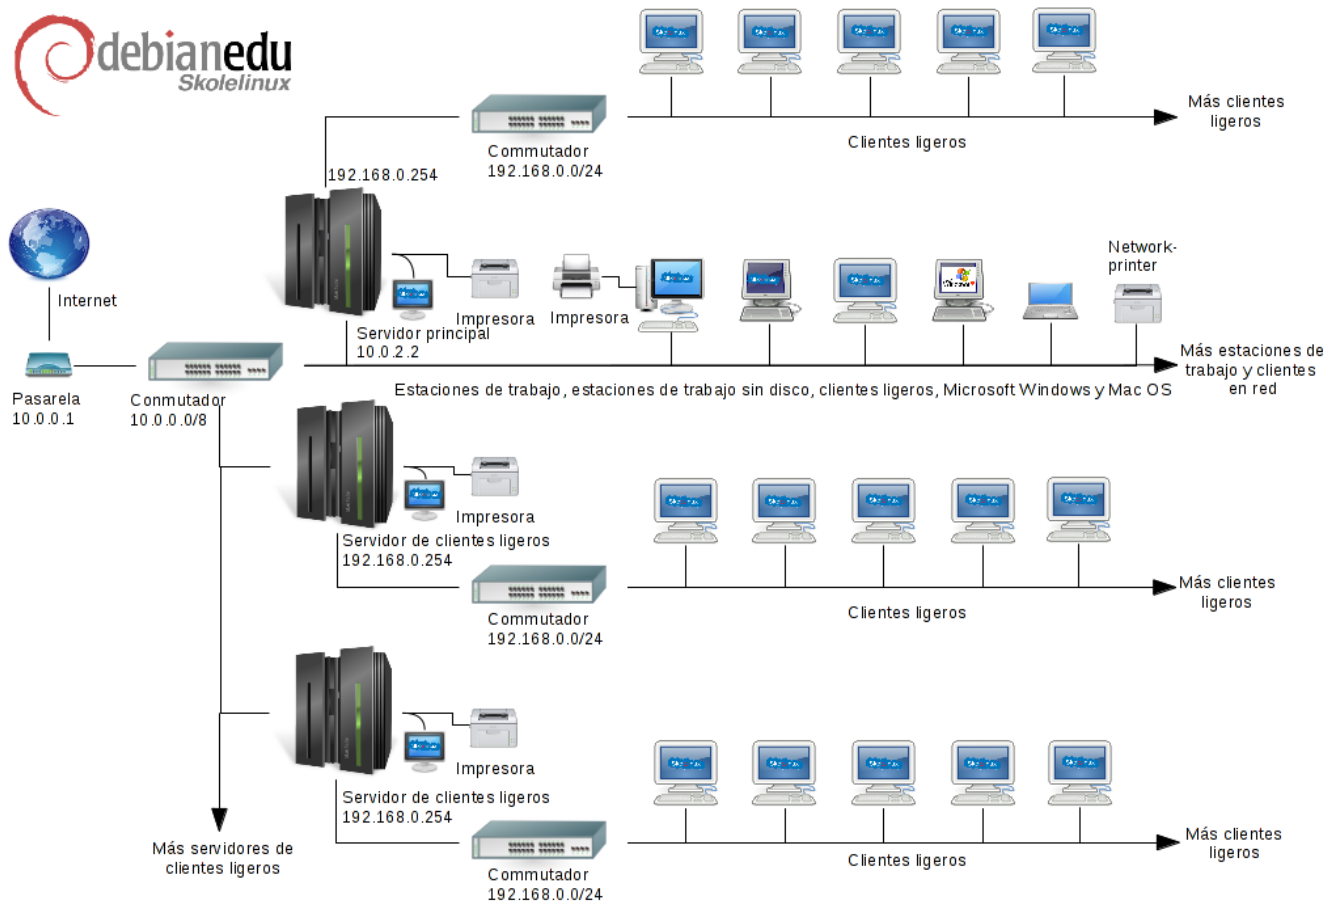 debianedu
Skolelinux
Más clientes
ligeros
Clientes ligeros
Commutador
192.168.0.0/24
192.168.0.254
Internet
Impresora
Impresora
Network-
printer
Servidor principal
10.0.2.2
Pasarela
10.0.0.1
Conmutador
10.0.0.0/8
Estaciones de trabajo, estaciones de trabajo sin disco, clientes ligeros, Microsoft Windows y Mac OS
Más estaciones de
trabajo y clientes
en red
Impresora
Servidor de clientes ligeros
192.168.0.254
Commutador
192.168.0.0/24
Clientes ligeros
Más clientes
ligeros
Impresora
Servidor de clientes ligeros
192.168.0.254
Commutador
192.168.0.0/24
Clientes ligeros
Más clientes
ligeros
Más servidores de
clientes ligeros